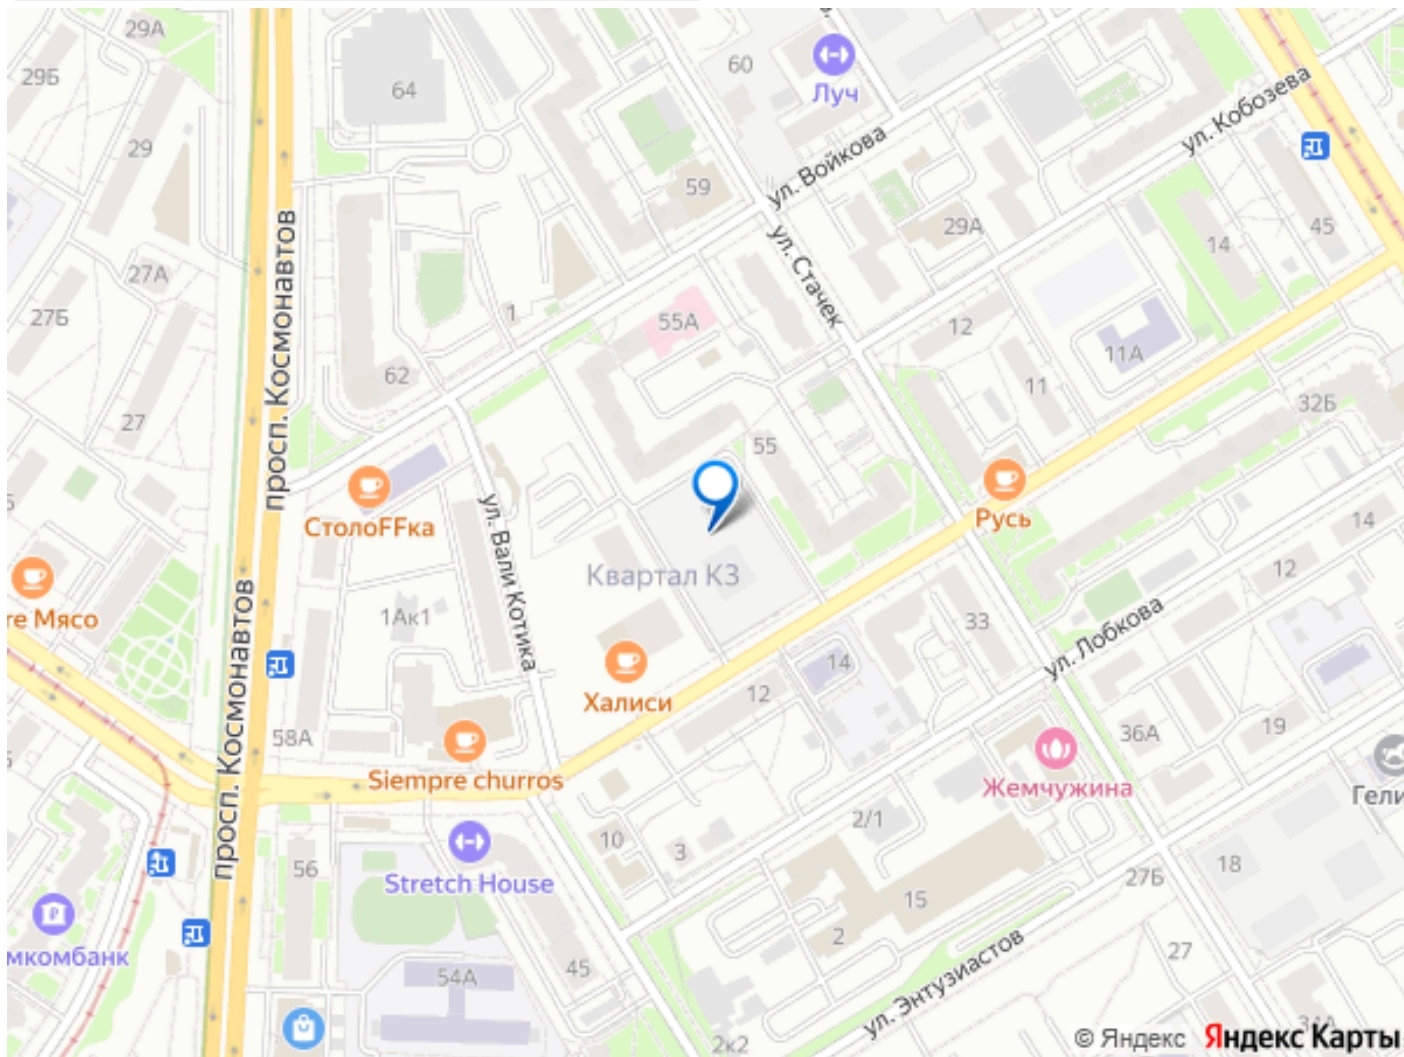 29А
29Б
64
60
Луч
ул. Кобозева
29
ул. Войкова
59
просп. Космонавтов
ул. Стачек
29А
14
45
27А
27Б
1
55А
12
11А
62
11
27
32Б
55
СтолоFFка
ул. Вали Котика
Русь
14
Квартал К3
12
re Мясо
1Ак1
просп. Космонавтов
33
ул. Лобкова
14
Халиси
12
58А
36А
19
Siempre churros
Жемчужина
Гели
2/1
10
3
56
Stretch House
18
27Б
15
2
мкомбанк
54А
45
ул. Энтузиастов
27
2к2
34А
© Яндекс Яндекс Карты